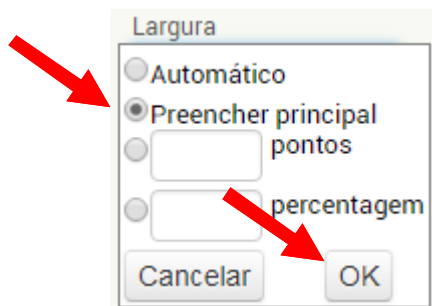 Largura
Automático
Preencher principal
pontos
percentagem
Cancelar OK